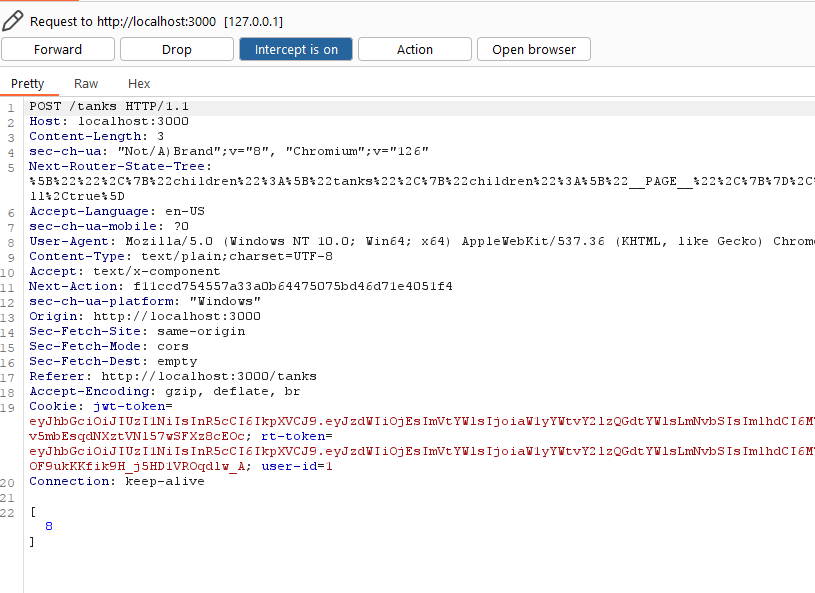 Request to http://localhost:3000 [127.0.0.1]
Forward Drop Intercept is on Action Open browser
Pretty Raw Hex
1 POST /tanks HTTP/1.1
2 Host: localhost:3000
3 Content-Length: 3
4 sec-ch-ua: "Not/A)Brand";v="8", "Chromium";v="126"
5 Next-Router-State-Tree:
%5B%22%22%2C%7B%22children%22%3A%5B%22tanks%22%2C%7B%22children%22%3A%5B%22__PAGE__%22%2C%7B%7D%2C%
ll%2Ctrue%5D
6 Accept-Language: en-US
7 sec-ch-ua-mobile: ?0
8 User-Agent: Mozilla/5.0 (Windows NT 10.0; Win64; x64) AppleWebKit/537.36 (KHTML, like Gecko) Chrom
9 Content-Type: text/plain;charset=UTF-8
10 Accept: text/x-component
11 Next-Action: f11ccd754557a33a0b64475075bd46d71e4051f4
12 sec-ch-ua-platform: "Windows"
13 Origin: http://localhost:3000
14 Sec-Fetch-Site: same-origin
15 Sec-Fetch-Mode: cors
16 Sec-Fetch-Dest: empty
17 Referer: http://localhost:3000/tanks
18 Accept-Encoding: gzip, deflate, br
19 Cookie: jwt-token=
eyJhbGciOiJIUzI1NiIsInR5cCI6IkpXVCJ9.eyJzdWIiOjEsImVtYWlsIjoiaW1yYWtvY2lzQGdtYWlsLmNvbSIsImlhdCI6M
v5mbEsqdNXztVN157wSFXz8cEOc; rt-token=
eyJhbGciOiJIUzI1NiIsInR5cCI6IkpXVCJ9.eyJzdWIiOjEsImVtYWlsIjoiaW1yYWtvY2lzQGdtYWlsLmNvbSIsImlhdCI6M
OF9ukKKfik9H_j5HD1VROqdlw_A; user-id=1
20 Connection: keep-alive
21
22 [
8
]